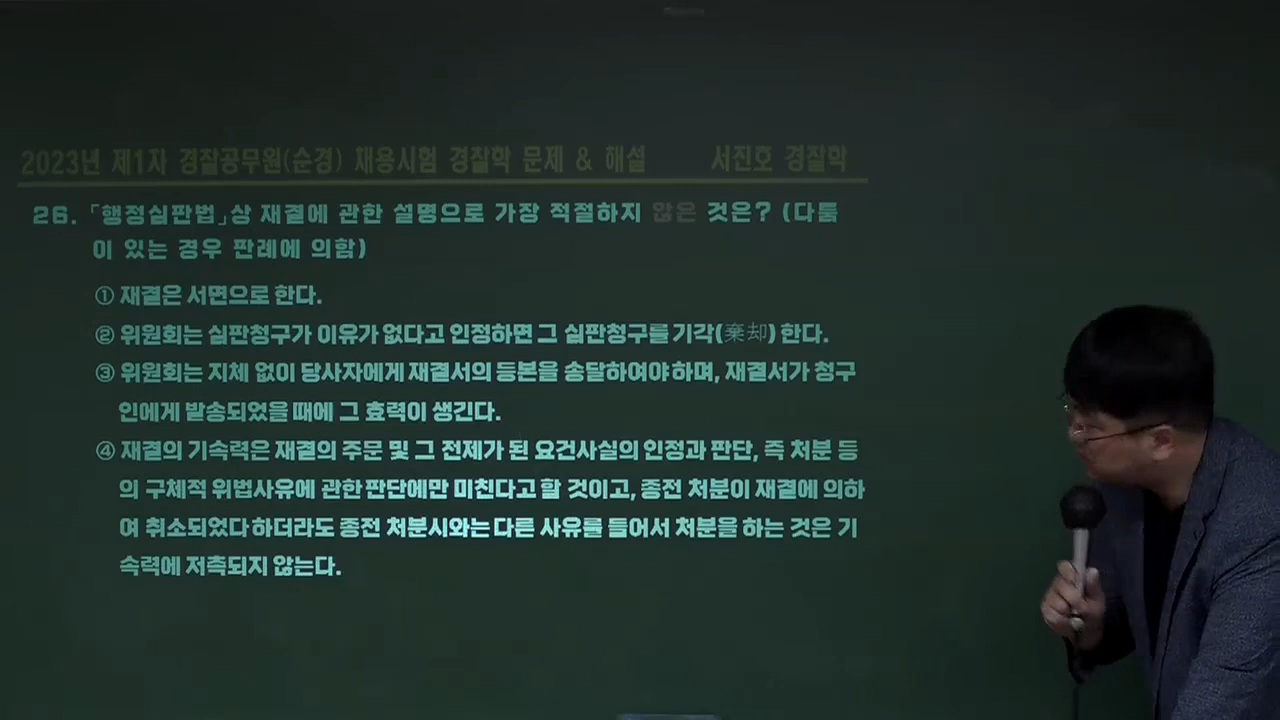 2023년 제1차 경찰공무원(순경) 채용시험 경찰학 문제 & 해설 서진호 경찰학
26. 「행정심판법」상 재결에 관한 설명으로 가장 적절하지 않은 것은? (다툼
이 있는 경우 판례에 의함)
① 재결은 서면으로 한다.
② 위원회는 심판청구가 이유가 없다고 인정하면 그 심판청구를 기각(棄却) 한다.
③ 위원회는 지체 없이 당사자에게 재결서의 등본을 송달하여야 하며, 재결서가 청구
인에게 발송되었을 때에 그 효력이 생긴다.
④ 재결의 기속력은 재결의 주문 및 그 전제가 된 요건사실의 인정과 판단, 즉 처분 등
의 구체적 위법사유에 관한 판단에만 미친다고 할 것이고, 종전 처분이 재결에 의하
여 취소되었다 하더라도 종전 처분시와는 다른 사유를 들어서 처분을 하는 것은 기
속력에 저촉되지 않는다.